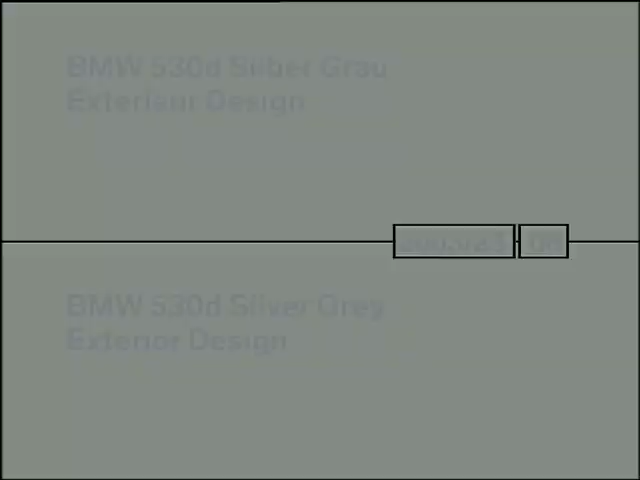 BMW 530d Silber Grau
Exterieur Design
BMW 530d Silver Grey
Exterior Design